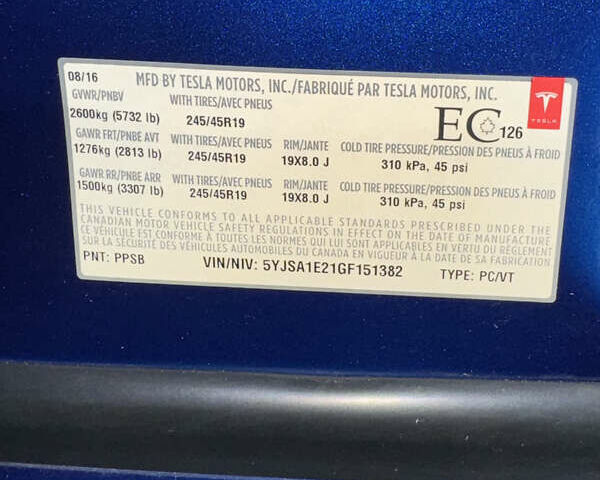 08/16 MFD BY TESLA MOTORS, INC./FABRIQUÉ PAR TESLA MOTORS, INC.
GVWR/PNBV WITH TIRES/AVEC PNEUS
2600kg (5732 lb) 245/45R19 EC 126
TESLA
GAWR FRT/PNBE AVT WITH TIRES/AVEC PNEUS RIM/JANTE COLD TIRE PRESSURE/PRESSION DES PNEUS À FROID
1276kg (2813 lb) 245/45R19 19X8.0 J 310 kPa, 45 psi
GAWR RR/PNBE ARR WITH TIRES/AVEC PNEUS RIM/JANTE COLD TIRE PRESSURE/PRESSION DES PNEUS À FROID
1500kg (3307 lb) 245/45R19 19X8.0 J 310 kPa, 45 psi
THIS VEHICLE CONFORMS TO ALL APPLICABLE STANDARDS PRESCRIBED UNDER THE
CANADIAN MOTOR VEHICLE SAFETY REGULATIONS IN EFFECT ON THE DATE OF MANUFACTURE
CE VÉHICULE EST CONFORME À TOUTES LES NORMES QUI LUI SONT APPLICABLES EN VERTU DU RÈGLEMENT
SUR LA SÉCURITÉ DES VÉHICULES AUTOMOBILES DU CANADA EN VIGUEUR À LA DATE DE SA FABRICATION
PNT: PPSB VIN/NIV: 5YJSA1E21GF151382 TYPE: PC/VT